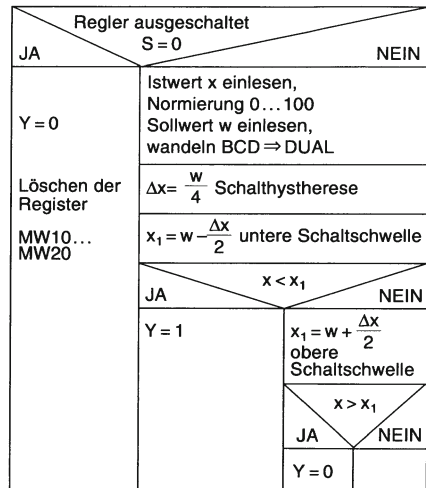 Regler ausgeschaltet
S = 0
JA
NEIN
Y = 0
Löschen der
Register
MW10...
MW20
Istwert x einlesen,
Normierung 0...100
Sollwert w einlesen,
wandeln BCD ⇒ DUAL
Δx = w/4 Schalthystherese
x₁ = w - Δx/2 untere Schaltschwelle
x < x₁
JA
NEIN
Y = 1
x₁ = w + Δx/2
obere
Schaltschwelle
x > x₁
JA
NEIN
Y = 0